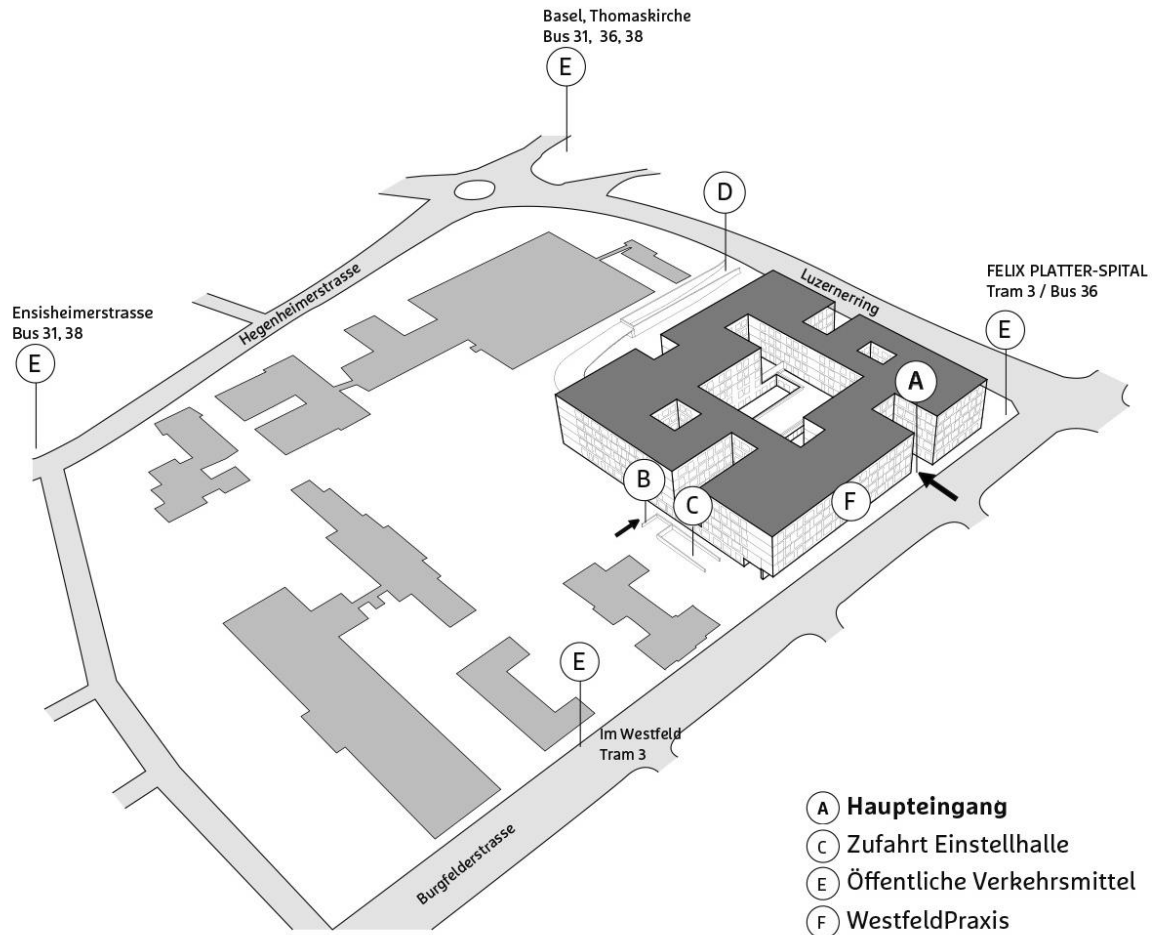 Basel, Thomaskirche
Bus 31, 36, 38
E
D
Luzernerring
FELIX PLATTER-SPITAL
Tram 3 / Bus 36
E
Hegenheimerstrasse
Ensisheimerstrasse
Bus 31, 38
E
A
B
C
F
E
Im Westfeld
Tram 3
Burgfelderstrasse
A Haupteingang
C Zufahrt Einstellhalle
E Öffentliche Verkehrsmittel
F WestfeldPraxis